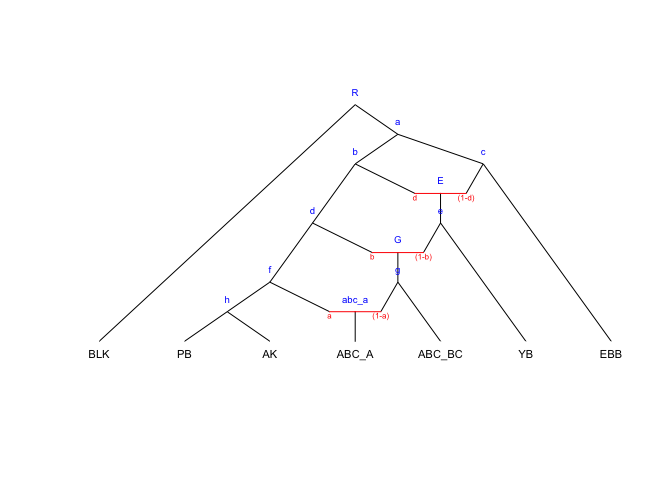 R
a
b c
E
d (1-d)
d e
G
b (1-b)
f g
h abc_a
a (1-a)
BLK PB AK ABC_A ABC_BC YB EBB